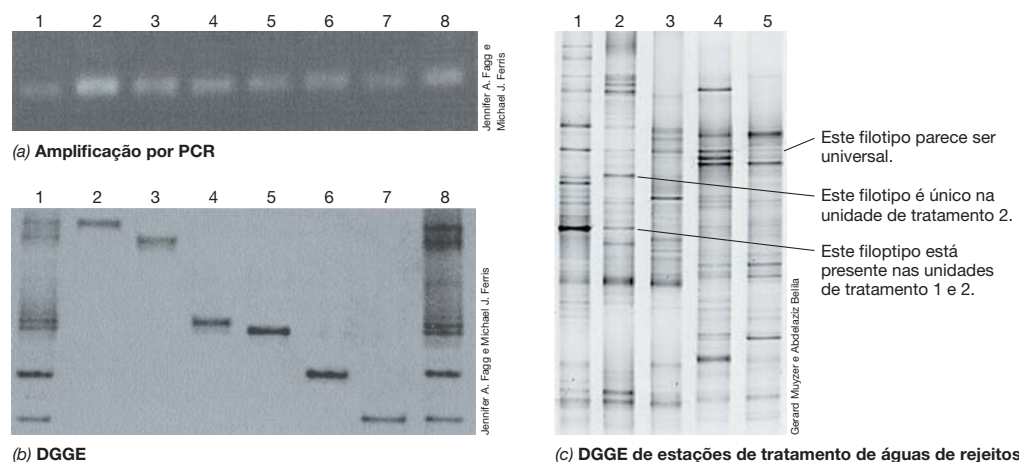 1 2 3 4 5 6 7 8
Jennifer A. Fagg e
Michael J. Ferris
(a) Amplificação por PCR
1 2 3 4 5 6 7 8
Jennifer A. Fagg e Michael J. Ferris
(b) DGGE
1 2 3 4 5
Este filotipo parece ser
universal.
Este filotipo é único na
unidade de tratamento 2.
Este filoptipo está
presente nas unidades
de tratamento 1 e 2.
Gerard Muyzer e Abdelaziz Belila
(c) DGGE de estações de tratamento de águas de rejeitos